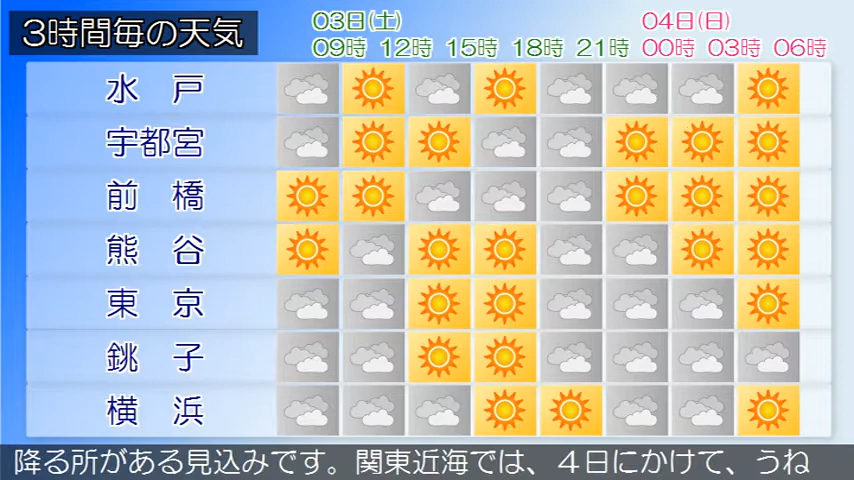 3時間毎の天気
03日(土) 04日(日)
09時 12時 15時 18時 21時 00時 03時 06時
水　戸
宇都宮
前　橋
熊　谷
東　京
銚　子
横　浜
降る所がある見込みです。関東近海では、４日にかけて、うね